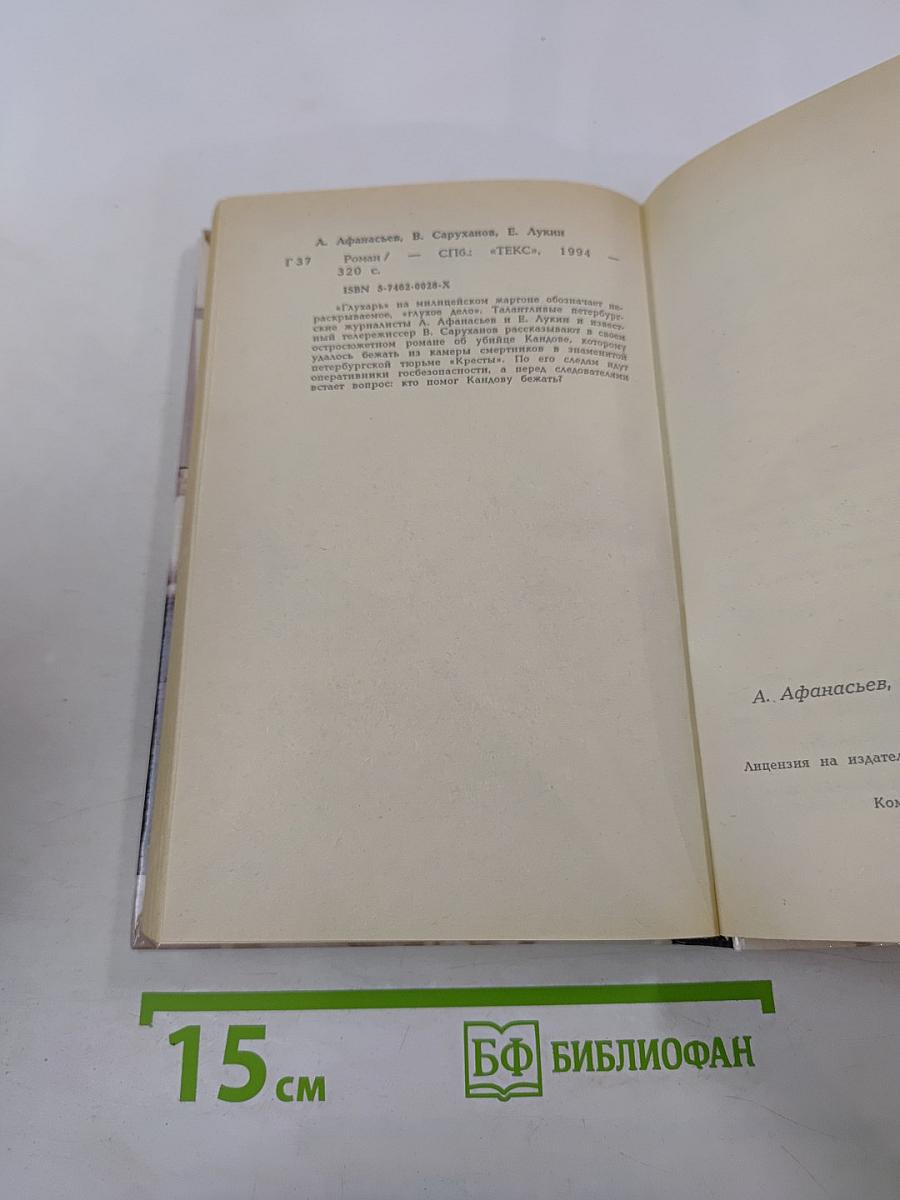 А. Афанасьев, В. Саруханов, Е. Лукин
Г 37 Роман / — СПб.: «ТЕКС», 1994 —
320 с.
ISBN 5-7462-0028-X
«Глухарь» на милицейском жаргоне обозначает не-
раскрываемое, «глухое дело». Талантливые петербург-
ские журналисты А. Афанасьев и Е. Лукин и извест-
ный телережиссер В. Саруханов рассказывают в своем
остросюжетном романе об убийце Кандове, которому
удалось бежать из камеры смертников в знаменитой
петербургской тюрьме «Кресты». По его следам идут
оперативники госбезопасности, а перед следователями
встает вопрос: кто помог Кандову бежать?
А. Афанасьев,
Лицензия на издател
Ком
15 см
БФ БИБЛИОФАН